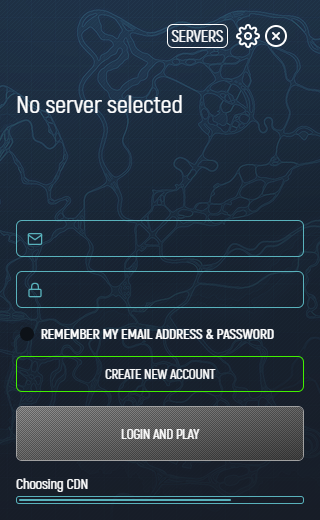 SERVERS
No server selected
REMEMBER MY EMAIL ADDRESS & PASSWORD
CREATE NEW ACCOUNT
LOGIN AND PLAY
Choosing CDN